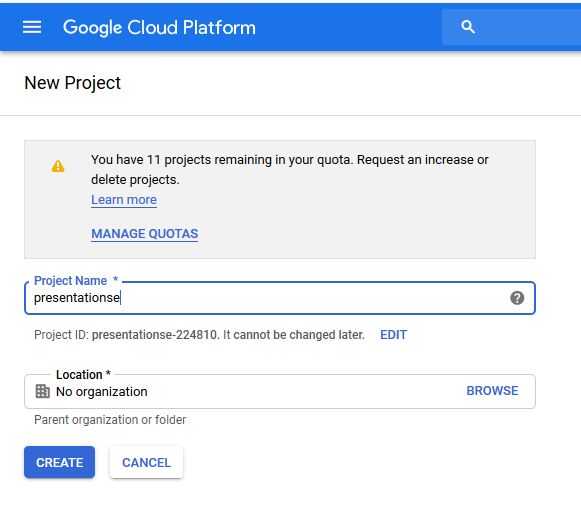 Google Cloud Platform
New Project
You have 11 projects remaining in your quota. Request an increase or
delete projects.
Learn more
MANAGE QUOTAS
Project Name *
presentationse
Project ID: presentationse-224810. It cannot be changed later. EDIT
Location *
No organization BROWSE
Parent organization or folder
CREATE CANCEL